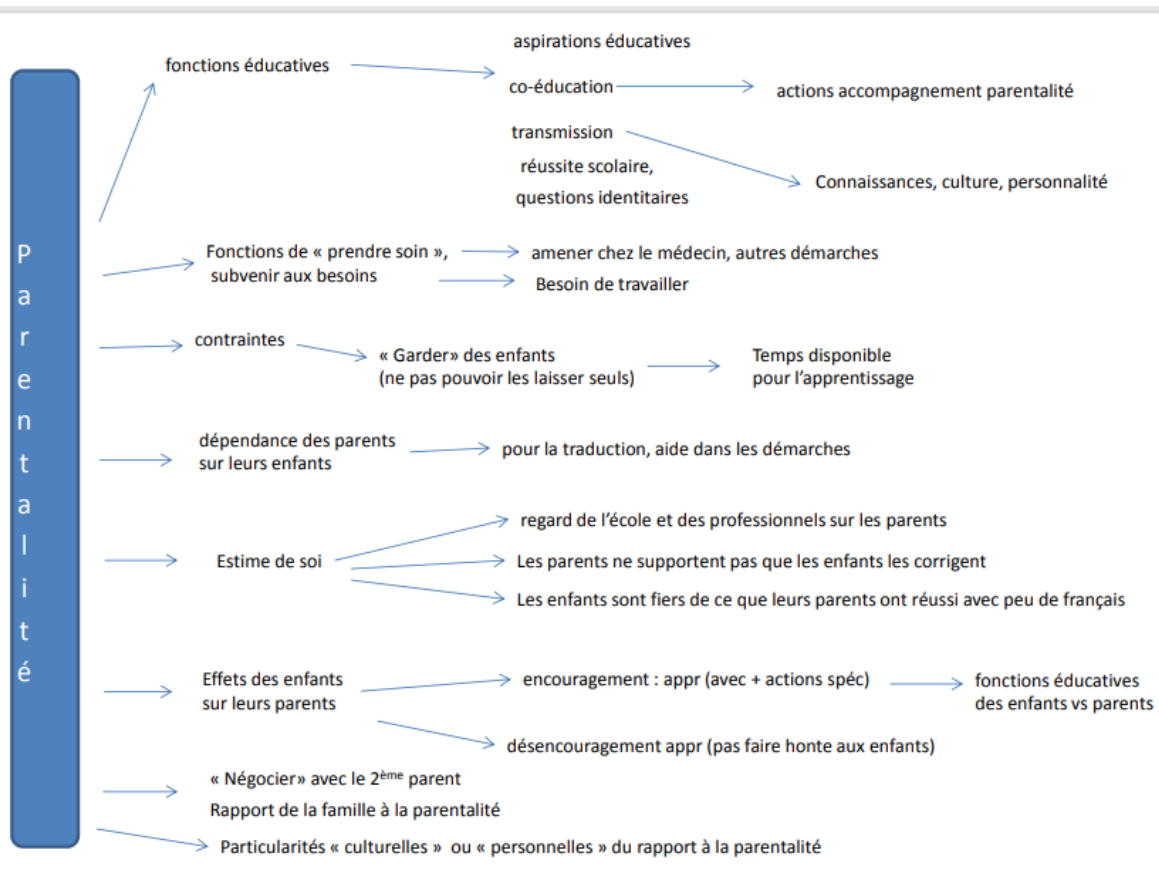 Parentalité
fonctions éducatives
aspirations éducatives
co-éducation
actions accompagnement parentalité
transmission
réussite scolaire,
questions identitaires
Connaissances, culture, personnalité
Fonctions de « prendre soin »,
subvenir aux besoins
amener chez le médecin, autres démarches
Besoin de travailler
contraintes
« Garder» des enfants
(ne pas pouvoir les laisser seuls)
Temps disponible
pour l’apprentissage
dépendance des parents
sur leurs enfants
pour la traduction, aide dans les démarches
Estime de soi
regard de l’école et des professionnels sur les parents
Les parents ne supportent pas que les enfants les corrigent
Les enfants sont fiers de ce que leurs parents ont réussi avec peu de français
Effets des enfants
sur leurs parents
encouragement : appr (avec + actions spéc)
fonctions éducatives
des enfants vs parents
désencouragement appr (pas faire honte aux enfants)
« Négocier» avec le 2ème parent
Rapport de la famille à la parentalité
Particularités « culturelles » ou « personnelles » du rapport à la parentalité